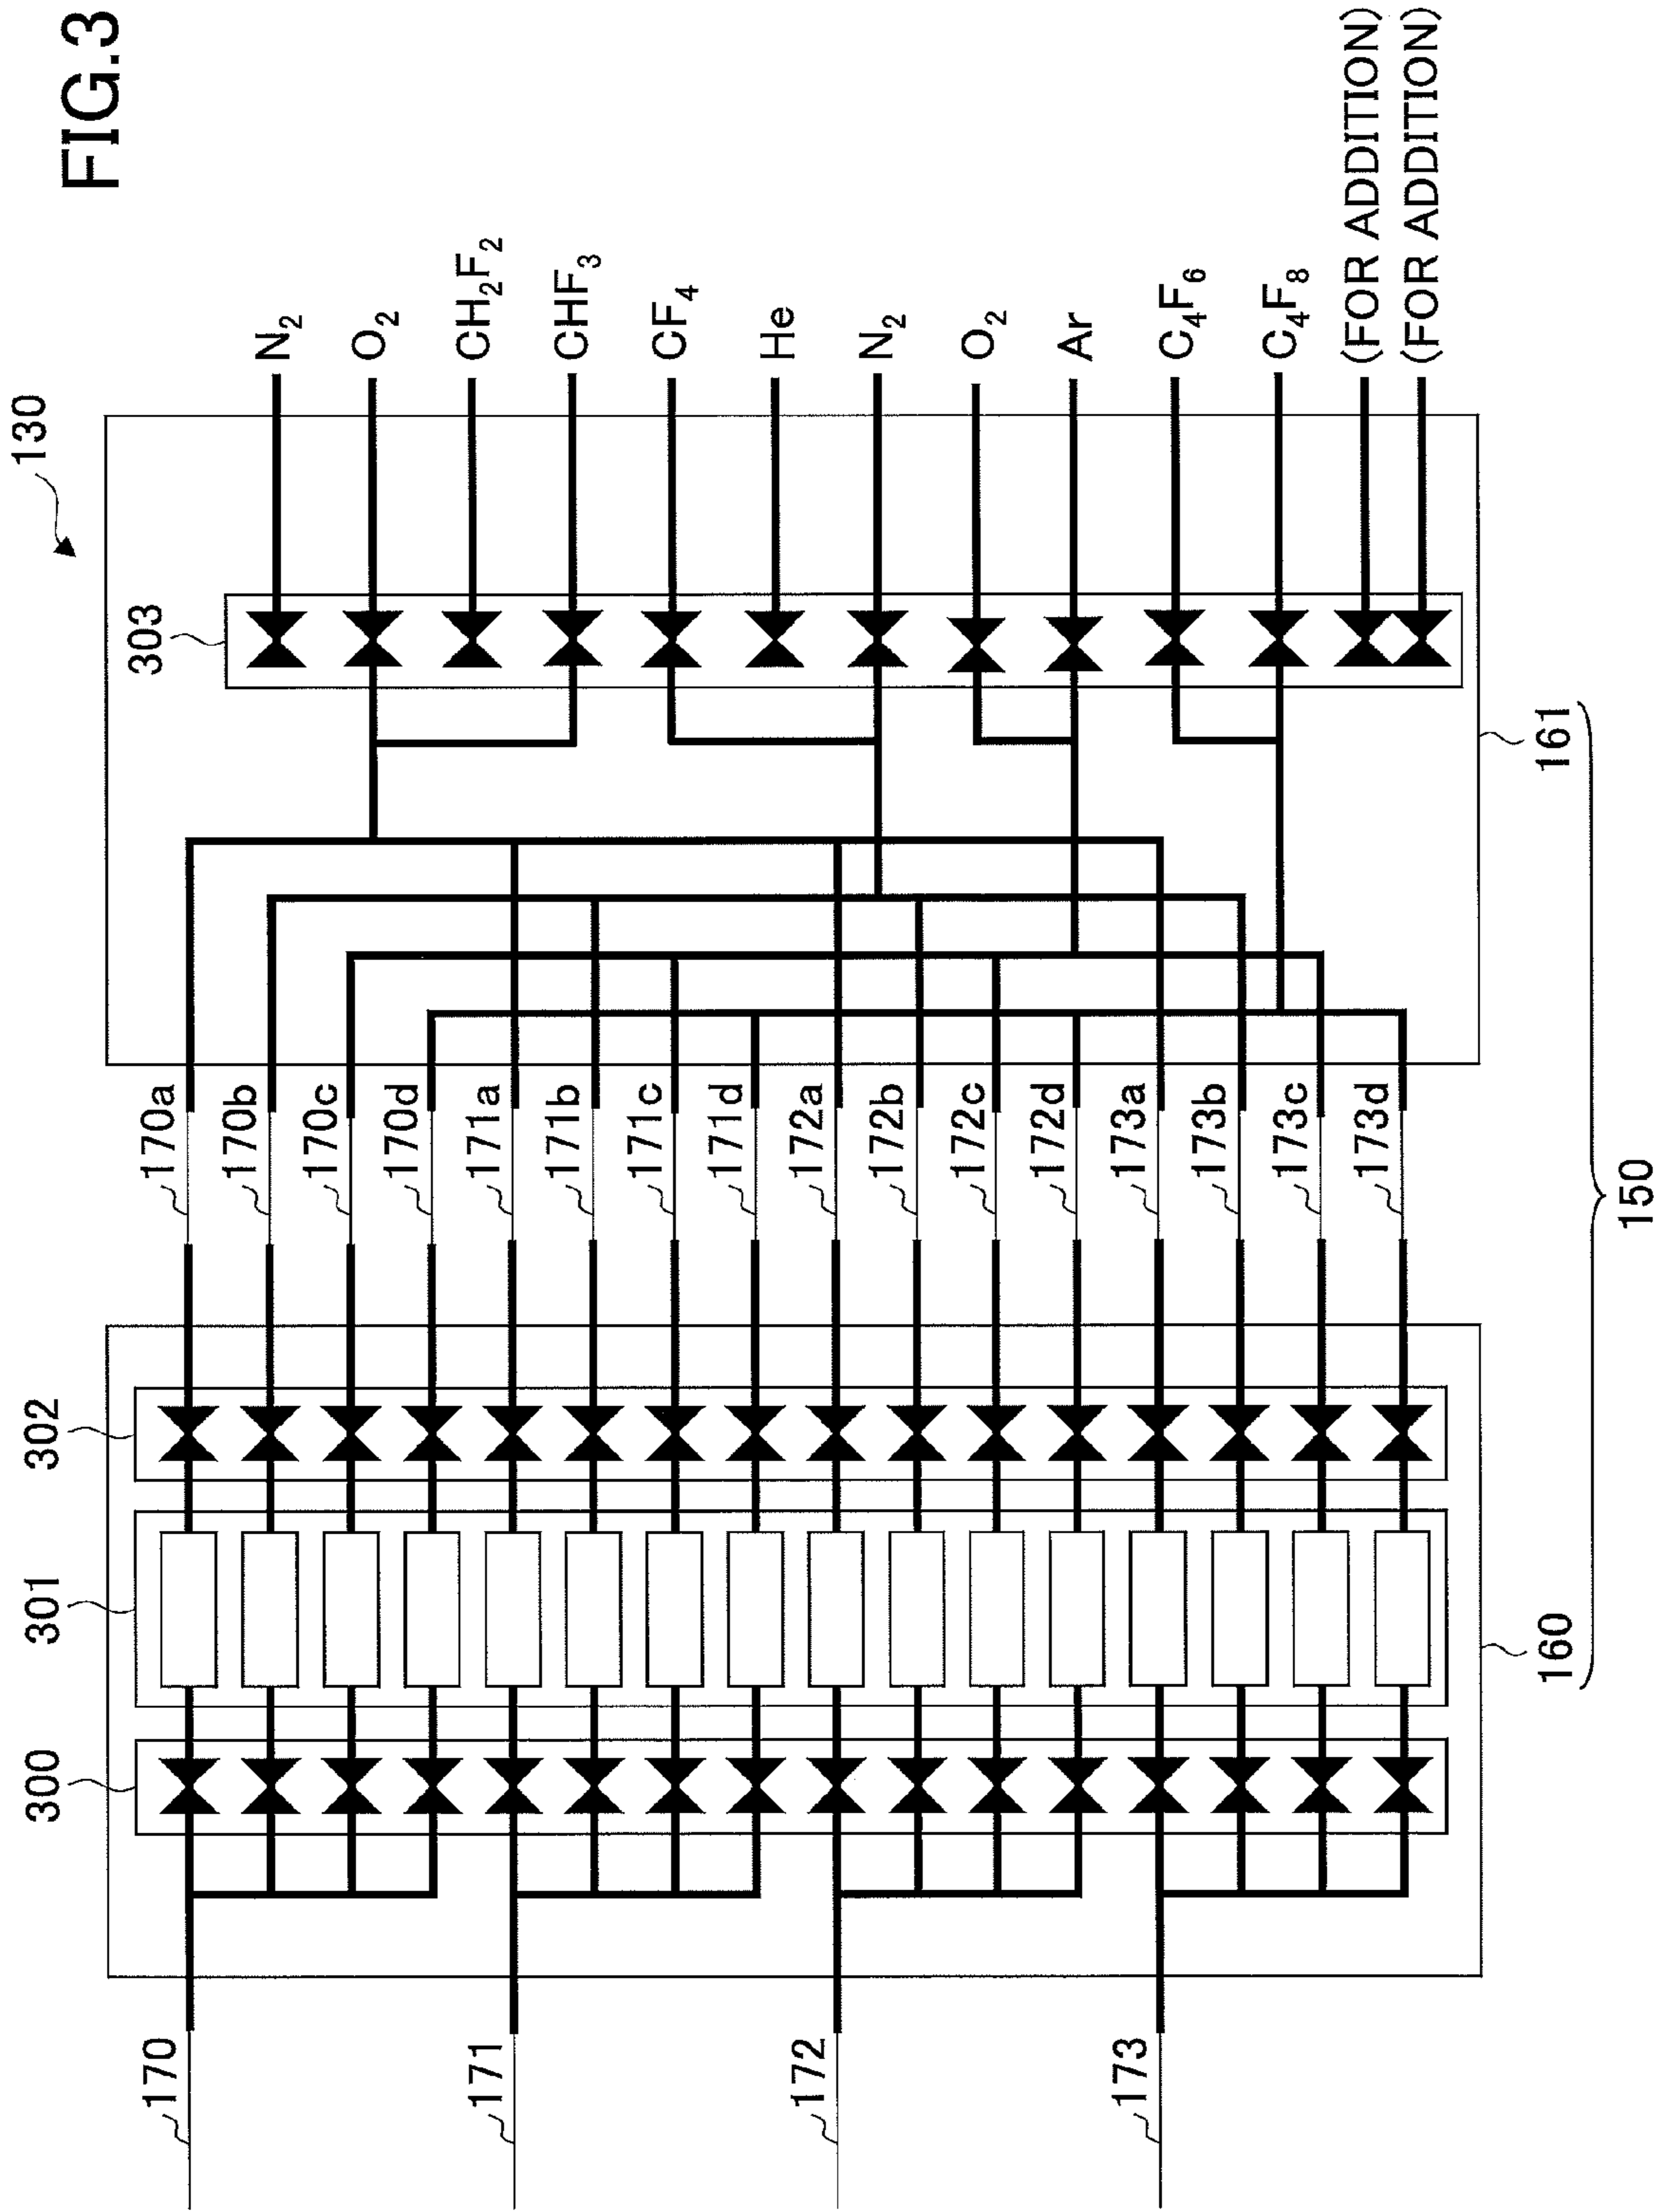 FIG.3
130
N2
O2
CH2F2
CHF3
CF4
He
N2
O2
Ar
C4F6
C4F8
(FOR ADDITION)
(FOR ADDITION)
303
161
170a
170b
170c
170d
171a
171b
171c
171d
172a
172b
172c
172d
173a
173b
173c
173d
150
302
301
300
160
170
171
172
173